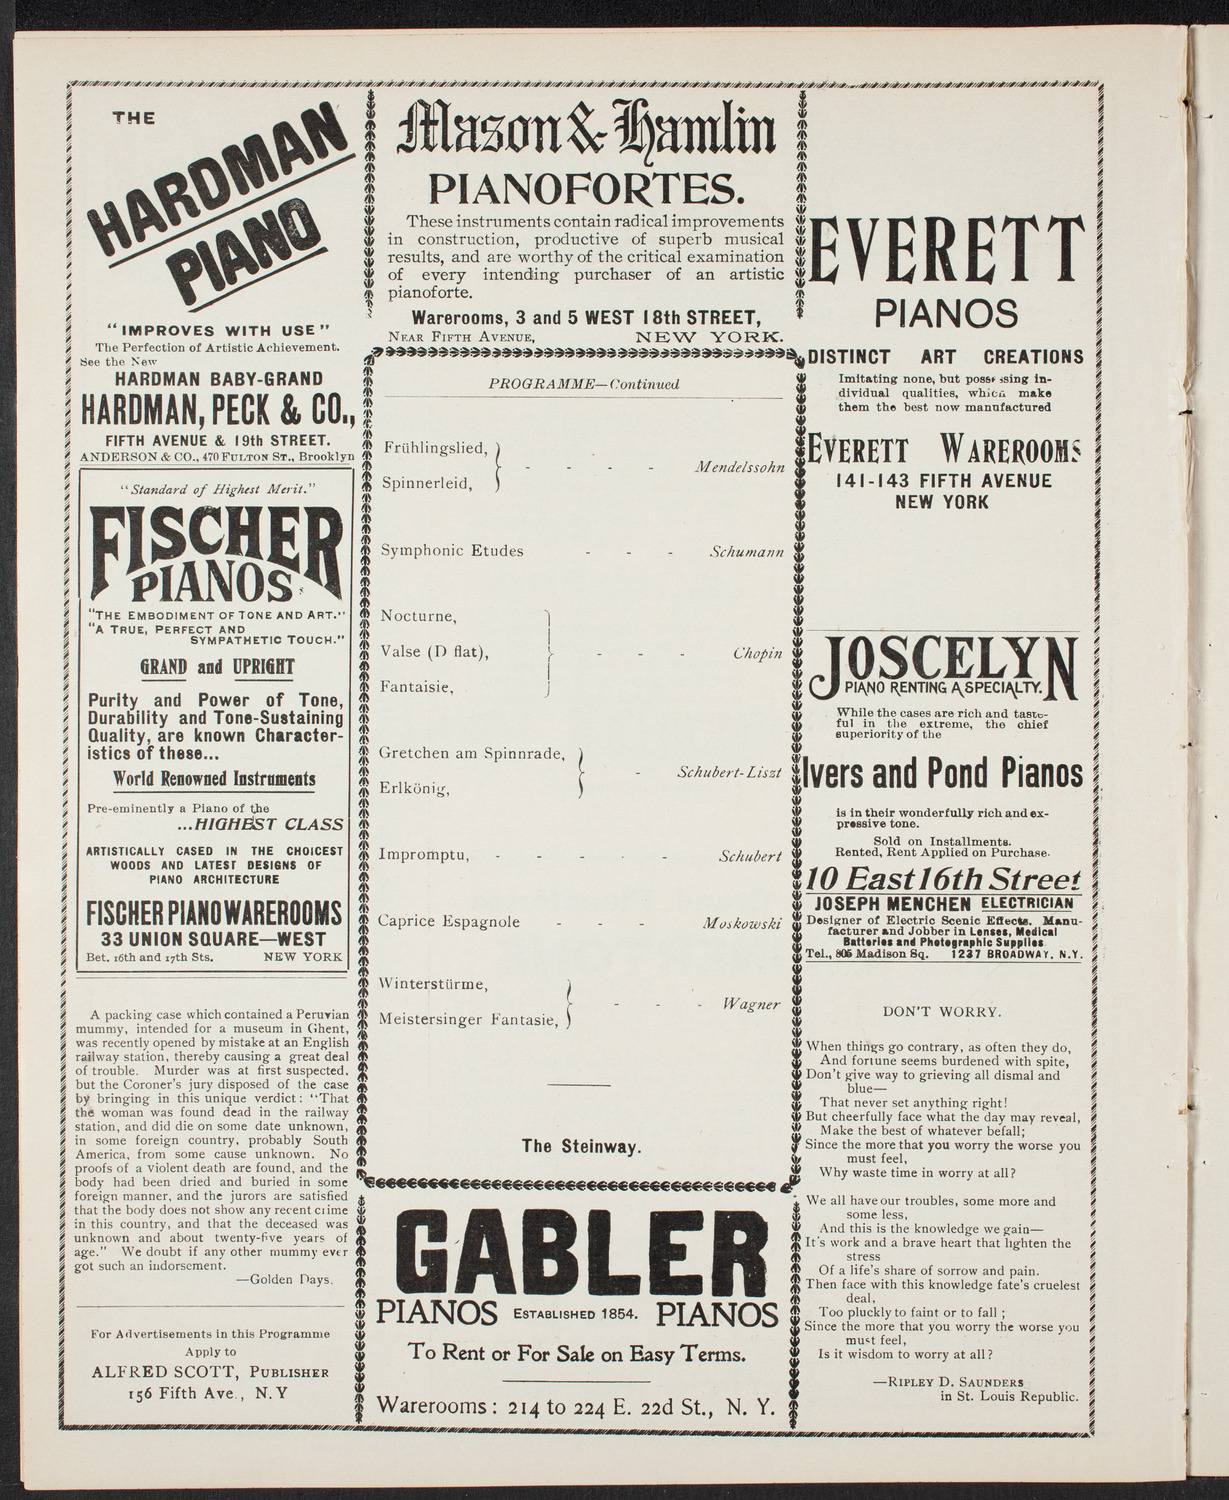 THE
HARDMAN
PIANO
"IMPROVES WITH USE"
The Perfection of Artistic Achievement.
See the New
HARDMAN BABY-GRAND
HARDMAN, PECK & CO.,
FIFTH AVENUE & 19th STREET.
ANDERSON & CO., 470 FULTON ST., Brooklyn
"Standard of Highest Merit."
FISCHER
PIANOS
"THE EMBODIMENT OF TONE AND ART."
"A TRUE, PERFECT AND
SYMPATHETIC TOUCH."
GRAND and UPRIGHT
Purity and Power of Tone,
Durability and Tone-Sustaining
Quality, are known Character-
istics of these...
World Renowned Instruments
Pre-eminently a Piano of the
...HIGHEST CLASS
ARTISTICALLY CASED IN THE CHOICEST
WOODS AND LATEST DESIGNS OF
PIANO ARCHITECTURE
FISCHER PIANO WAREROOMS
33 UNION SQUARE—WEST
Bet. 16th and 17th Sts. NEW YORK
A packing case which contained a Peruvian
mummy, intended for a museum in Ghent,
was recently opened by mistake at an English
railway station, thereby causing a great deal
of trouble. Murder was at first suspected,
but the Coroner's jury disposed of the case
by bringing in this unique verdict: "That
the woman was found dead in the railway
station, and did die on some date unknown,
in some foreign country, probably South
America, from some cause unknown. No
proofs of a violent death are found, and the
body had been dried and buried in some
foreign manner, and the jurors are satisfied
that the body does not show any recent crime
in this country, and that the deceased was
unknown and about twenty-five years of
age." We doubt if any other mummy ever
got such an indorsement.
—Golden Days.
For Advertisements in this Programme
Apply to
ALFRED SCOTT, PUBLISHER
156 Fifth Ave., N.Y
Mason & Hamlin
PIANOFORTES.
These instruments contain radical improvements
in construction, productive of superb musical
results, and are worthy of the critical examination
of every intending purchaser of an artistic
pianoforte.
Warerooms, 3 and 5 WEST 18th STREET,
NEAR FIFTH AVENUE, NEW YORK.
PROGRAMME—Continued
Frühlingslied,
Spinnerleid, - - - - Mendelssohn
Symphonic Etudes - - - Schumann
Nocturne,
Valse (D flat), - - - Chopin
Fantaisie,
Gretchen am Spinnrade,
Erlkönig, - Schubert-Liszt
Impromptu, - - - - - Schubert
Caprice Espagnole - - - Moskowski
Winterstürme,
Meistersinger Fantasie, - - - Wagner
The Steinway.
GABLER
PIANOS ESTABLISHED 1854. PIANOS
To Rent or For Sale on Easy Terms.
Warerooms: 214 to 224 E. 22d St., N. Y.
EVERETT
PIANOS
DISTINCT ART CREATIONS
Imitating none, but possessing in-
dividual qualities, which make
them the best now manufactured
EVERETT WAREROOMS
141-143 FIFTH AVENUE
NEW YORK
JOSCELYN
PIANO RENTING A SPECIALTY.
While the cases are rich and taste-
ful in the extreme, the chief
superiority of the
Ivers and Pond Pianos
is in their wonderfully rich and ex-
pressive tone.
Sold on Installments.
Rented, Rent Applied on Purchase.
10 East 16th Street
JOSEPH MENCHEN ELECTRICIAN
Designer of Electric Scenic Effects. Manu-
facturer and Jobber in Lenses, Medical
Batteries and Photographic Supplies
Tel., 805 Madison Sq. 1237 BROADWAY, N.Y.
DON'T WORRY.
When things go contrary, as often they do,
And fortune seems burdened with spite,
Don't give way to grieving all dismal and
blue—
That never set anything right!
But cheerfully face what the day may reveal,
Make the best of whatever befall;
Since the more that you worry the worse you
must feel,
Why waste time in worry at all?
We all have our troubles, some more and
some less,
And this is the knowledge we gain—
It's work and a brave heart that lighten the
stress
Of a life's share of sorrow and pain.
Then face with this knowledge fate's cruelest
deal,
Too plucky to faint or to fall;
Since the more that you worry the worse you
must feel,
Is it wisdom to worry at all?
—RIPLEY D. SAUNDERS
in St. Louis Republic.